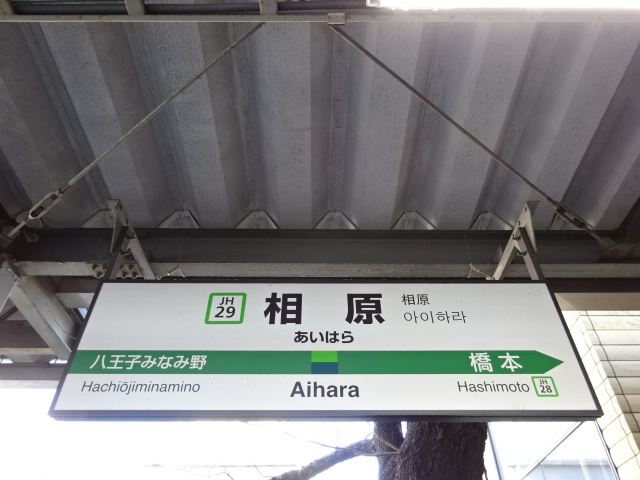 JH
29
相原
相原
아이하라
あいはら
八王子みなみ野
橋本
Hachiōjiminamino
Aihara
Hashimoto
JH
28